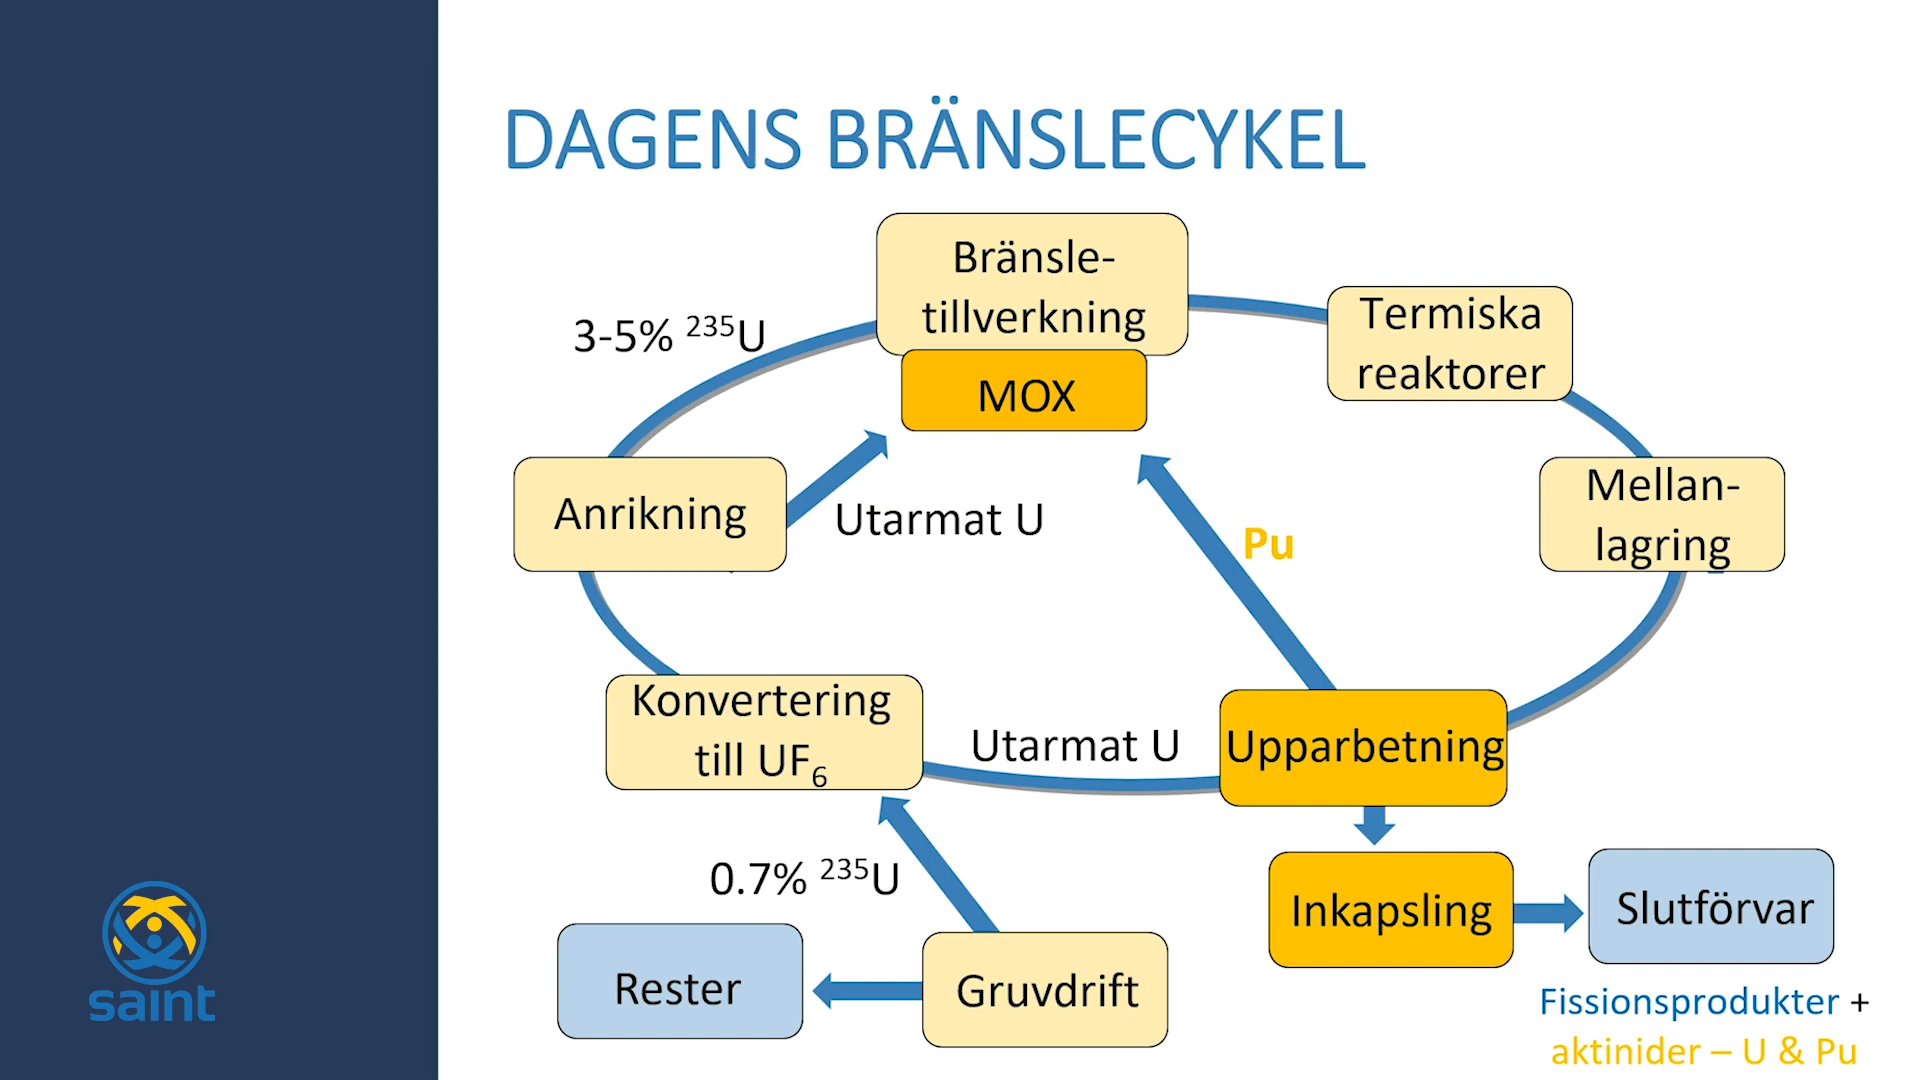 DAGENS BRÄNSLECYKEL
Bränsle-
tillverkning
MOX
Termiska
reaktorer
3-5% ²³⁵U
Anrikning
Utarmat U
Pu
Mellan-
lagring
Konvertering
till UF₆
Utarmat U
Upparbetning
0.7% ²³⁵U
Inkapsling
Slutförvar
Rester
Gruvdrift
Fissionsprodukter +
aktinider – U & Pu
saint